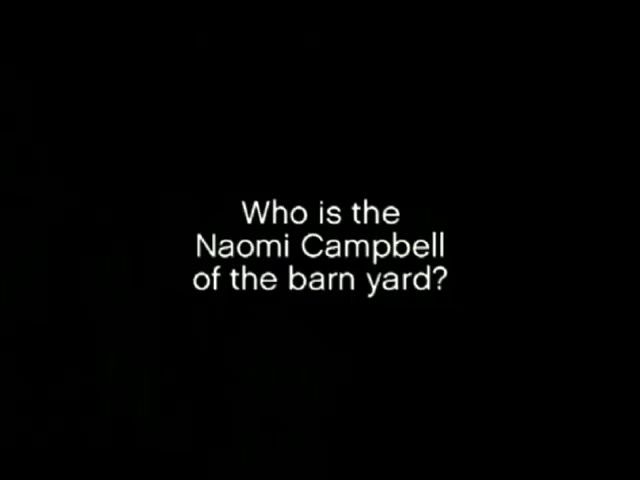 Who is the
Naomi Campbell
of the barn yard?